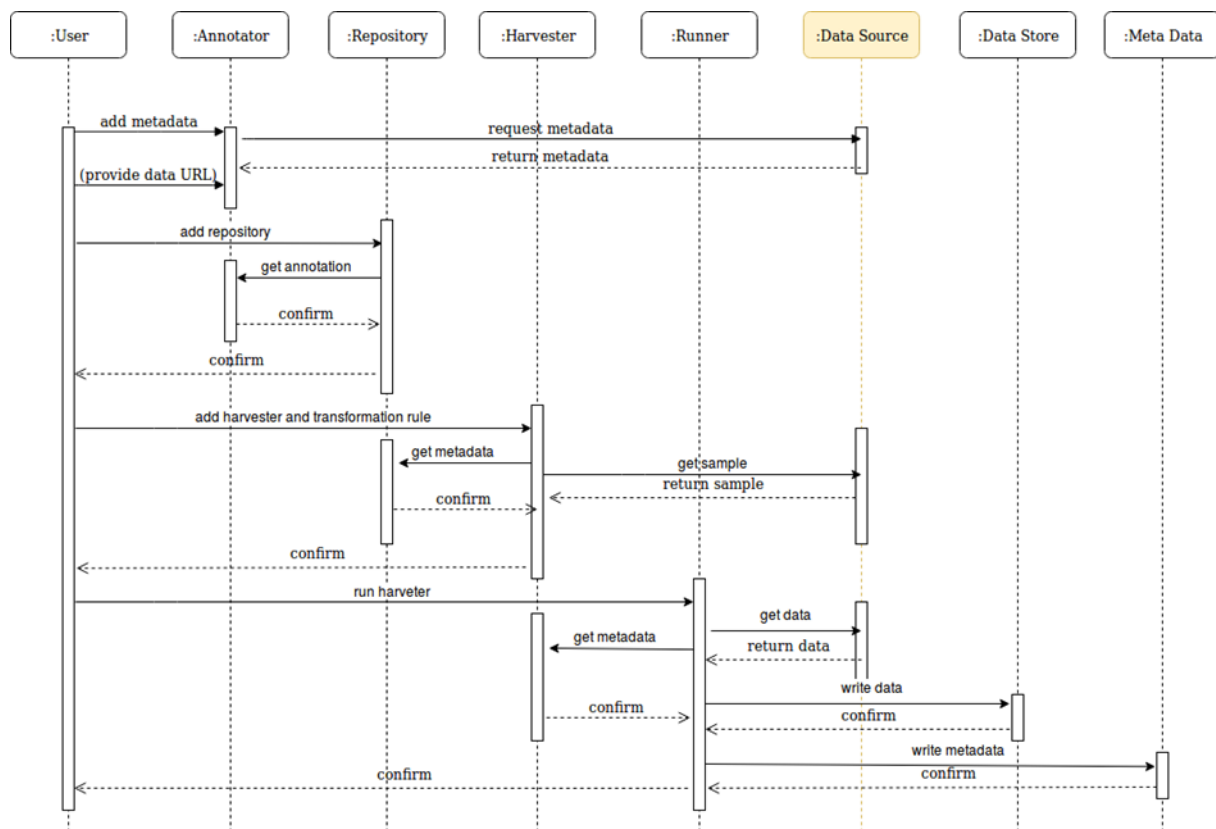 :User
:Annotator
:Repository
:Harvester
:Runner
:Data Source
:Data Store
:Meta Data
add metadata
request metadata
return metadata
(provide data URL)
add repository
get annotation
confirm
confirm
add harvester and transformation rule
get metadata
get sample
return sample
confirm
confirm
run harveter
get data
get metadata
return data
write data
confirm
confirm
write metadata
confirm
confirm